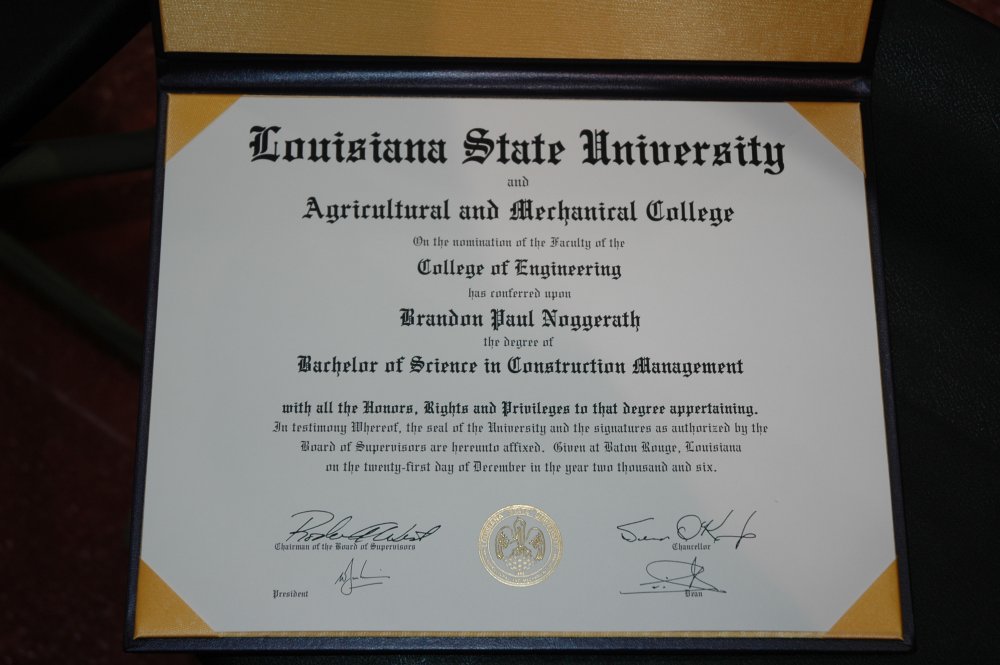 Louisiana State University
and
Agricultural and Mechanical College
On the nomination of the Faculty of the
College of Engineering
has conferred upon
Brandon Paul Noggerath
the degree of
Bachelor of Science in Construction Management
with all the Honors, Rights and Privileges to that degree appertaining.
In testimony Whereof, the seal of the University and the signatures as authorized by the
Board of Supervisors are hereunto affixed. Given at Baton Rouge, Louisiana
on the twenty-first day of December in the year two thousand and six.
Chairman of the Board of Supervisors
Chancellor
President
Dean